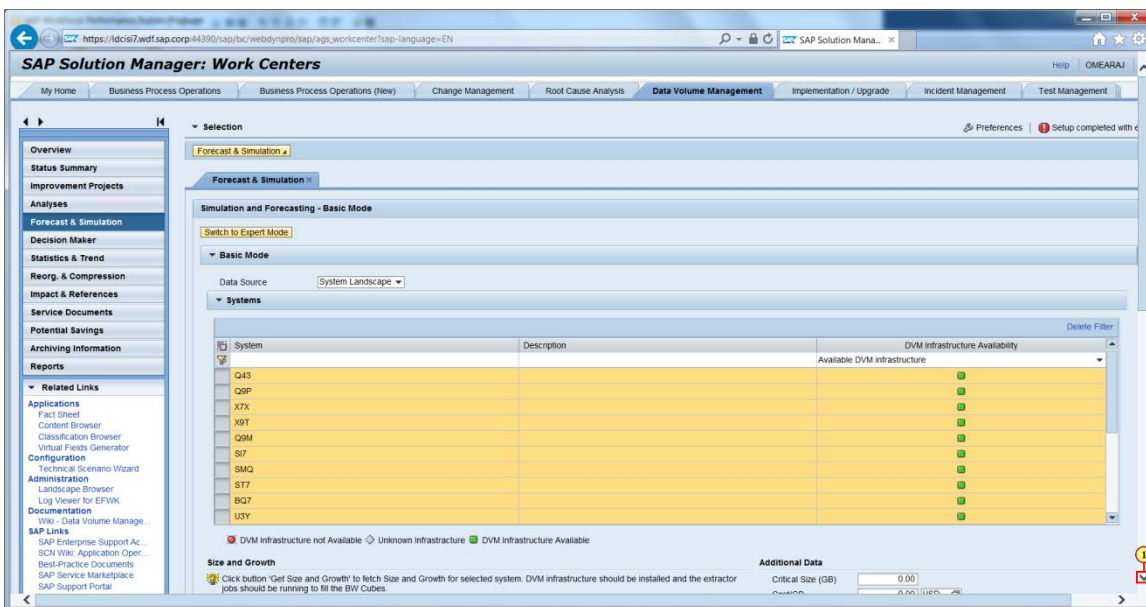 https://ldcisi7.wdf.sap.corp:44390/sap/bc/webdynpro/sap/ags_workcenter?sap-language=EN
SAP Solution Mana...
SAP Solution Manager: Work Centers
Help OMEARAJ
My Home Business Process Operations Business Process Operations (New) Change Management Root Cause Analysis Data Volume Management Implementation / Upgrade Incident Management Test Management
Selection
Preferences Setup completed with e
Overview
Status Summary
Improvement Projects
Analyses
Forecast & Simulation
Decision Maker
Statistics & Trend
Reorg. & Compression
Impact & References
Service Documents
Potential Savings
Archiving Information
Reports
Related Links
Applications
Fact Sheet
Content Browser
Classification Browser
Virtual Fields Generator
Configuration
Technical Scenario Wizard
Administration
Landscape Browser
Log Viewer for EFWK
Documentation
Wiki - Data Volume Manage...
SAP Links
SAP Enterprise Support Ac...
SCN Wiki: Application Oper...
Best-Practice Documents
SAP Service Marketplace
SAP Support Portal
Forecast & Simulation
Forecast & Simulation
Simulation and Forecasting - Basic Mode
Switch to Expert Mode
Basic Mode
Data Source System Landscape
Systems
Delete Filter
System Description DVM Infrastructure Availability
Available DVM infrastructure
Q43
Q9P
X7X
X9T
Q9M
SI7
SMQ
ST7
BQ7
U3Y
DVM Infrastructure not Available Unknown Infrastracture DVM Infrastructure Available
Size and Growth Additional Data
Click button 'Get Size and Growth' to fetch Size and Growth for selected system. DVM infrastructure should be installed and the extractor
jobs should be running to fill the BW Cubes.
Critical Size (GB) 0.00
Cost/GB 0.00 USD
1